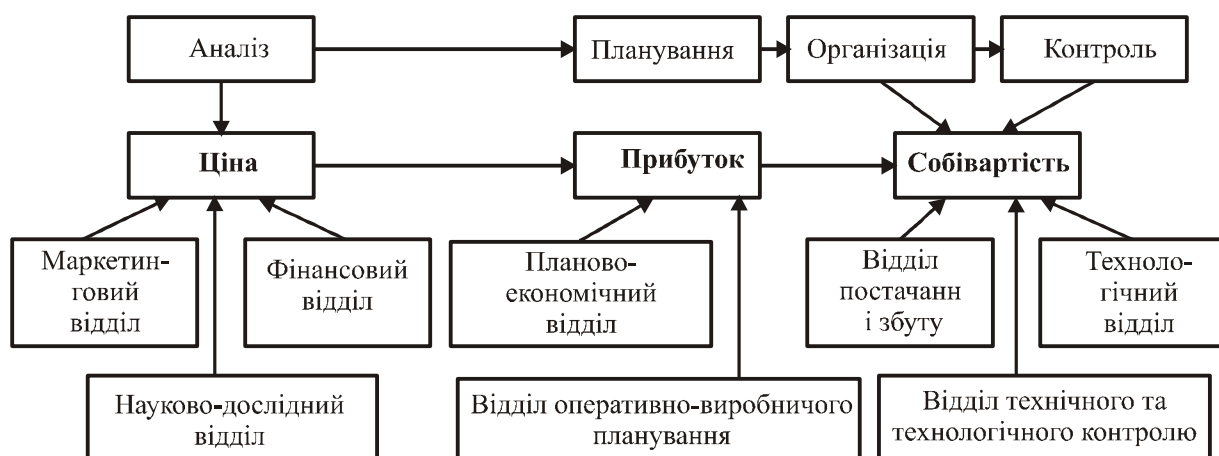 Аналіз
Планування
Організація
Контроль
Ціна
Прибуток
Собівартість
Маркетин-
говий
відділ
Фінансовий
відділ
Планово-
економічний
відділ
Відділ
постачанн
і збуту
Техноло-
гічний
відділ
Науково-дослідний
відділ
Відділ оперативно-виробничого
планування
Відділ технічного та
технологічного контролю